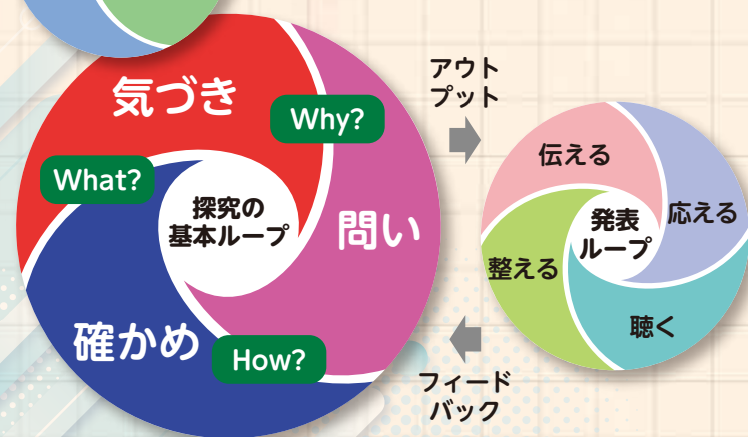 気づき
Why?
What?
探究の
基本ループ
問い
確かめ
How?
アウト
プット
フィード
バック
伝える
応える
発表
ループ
整える
聴く